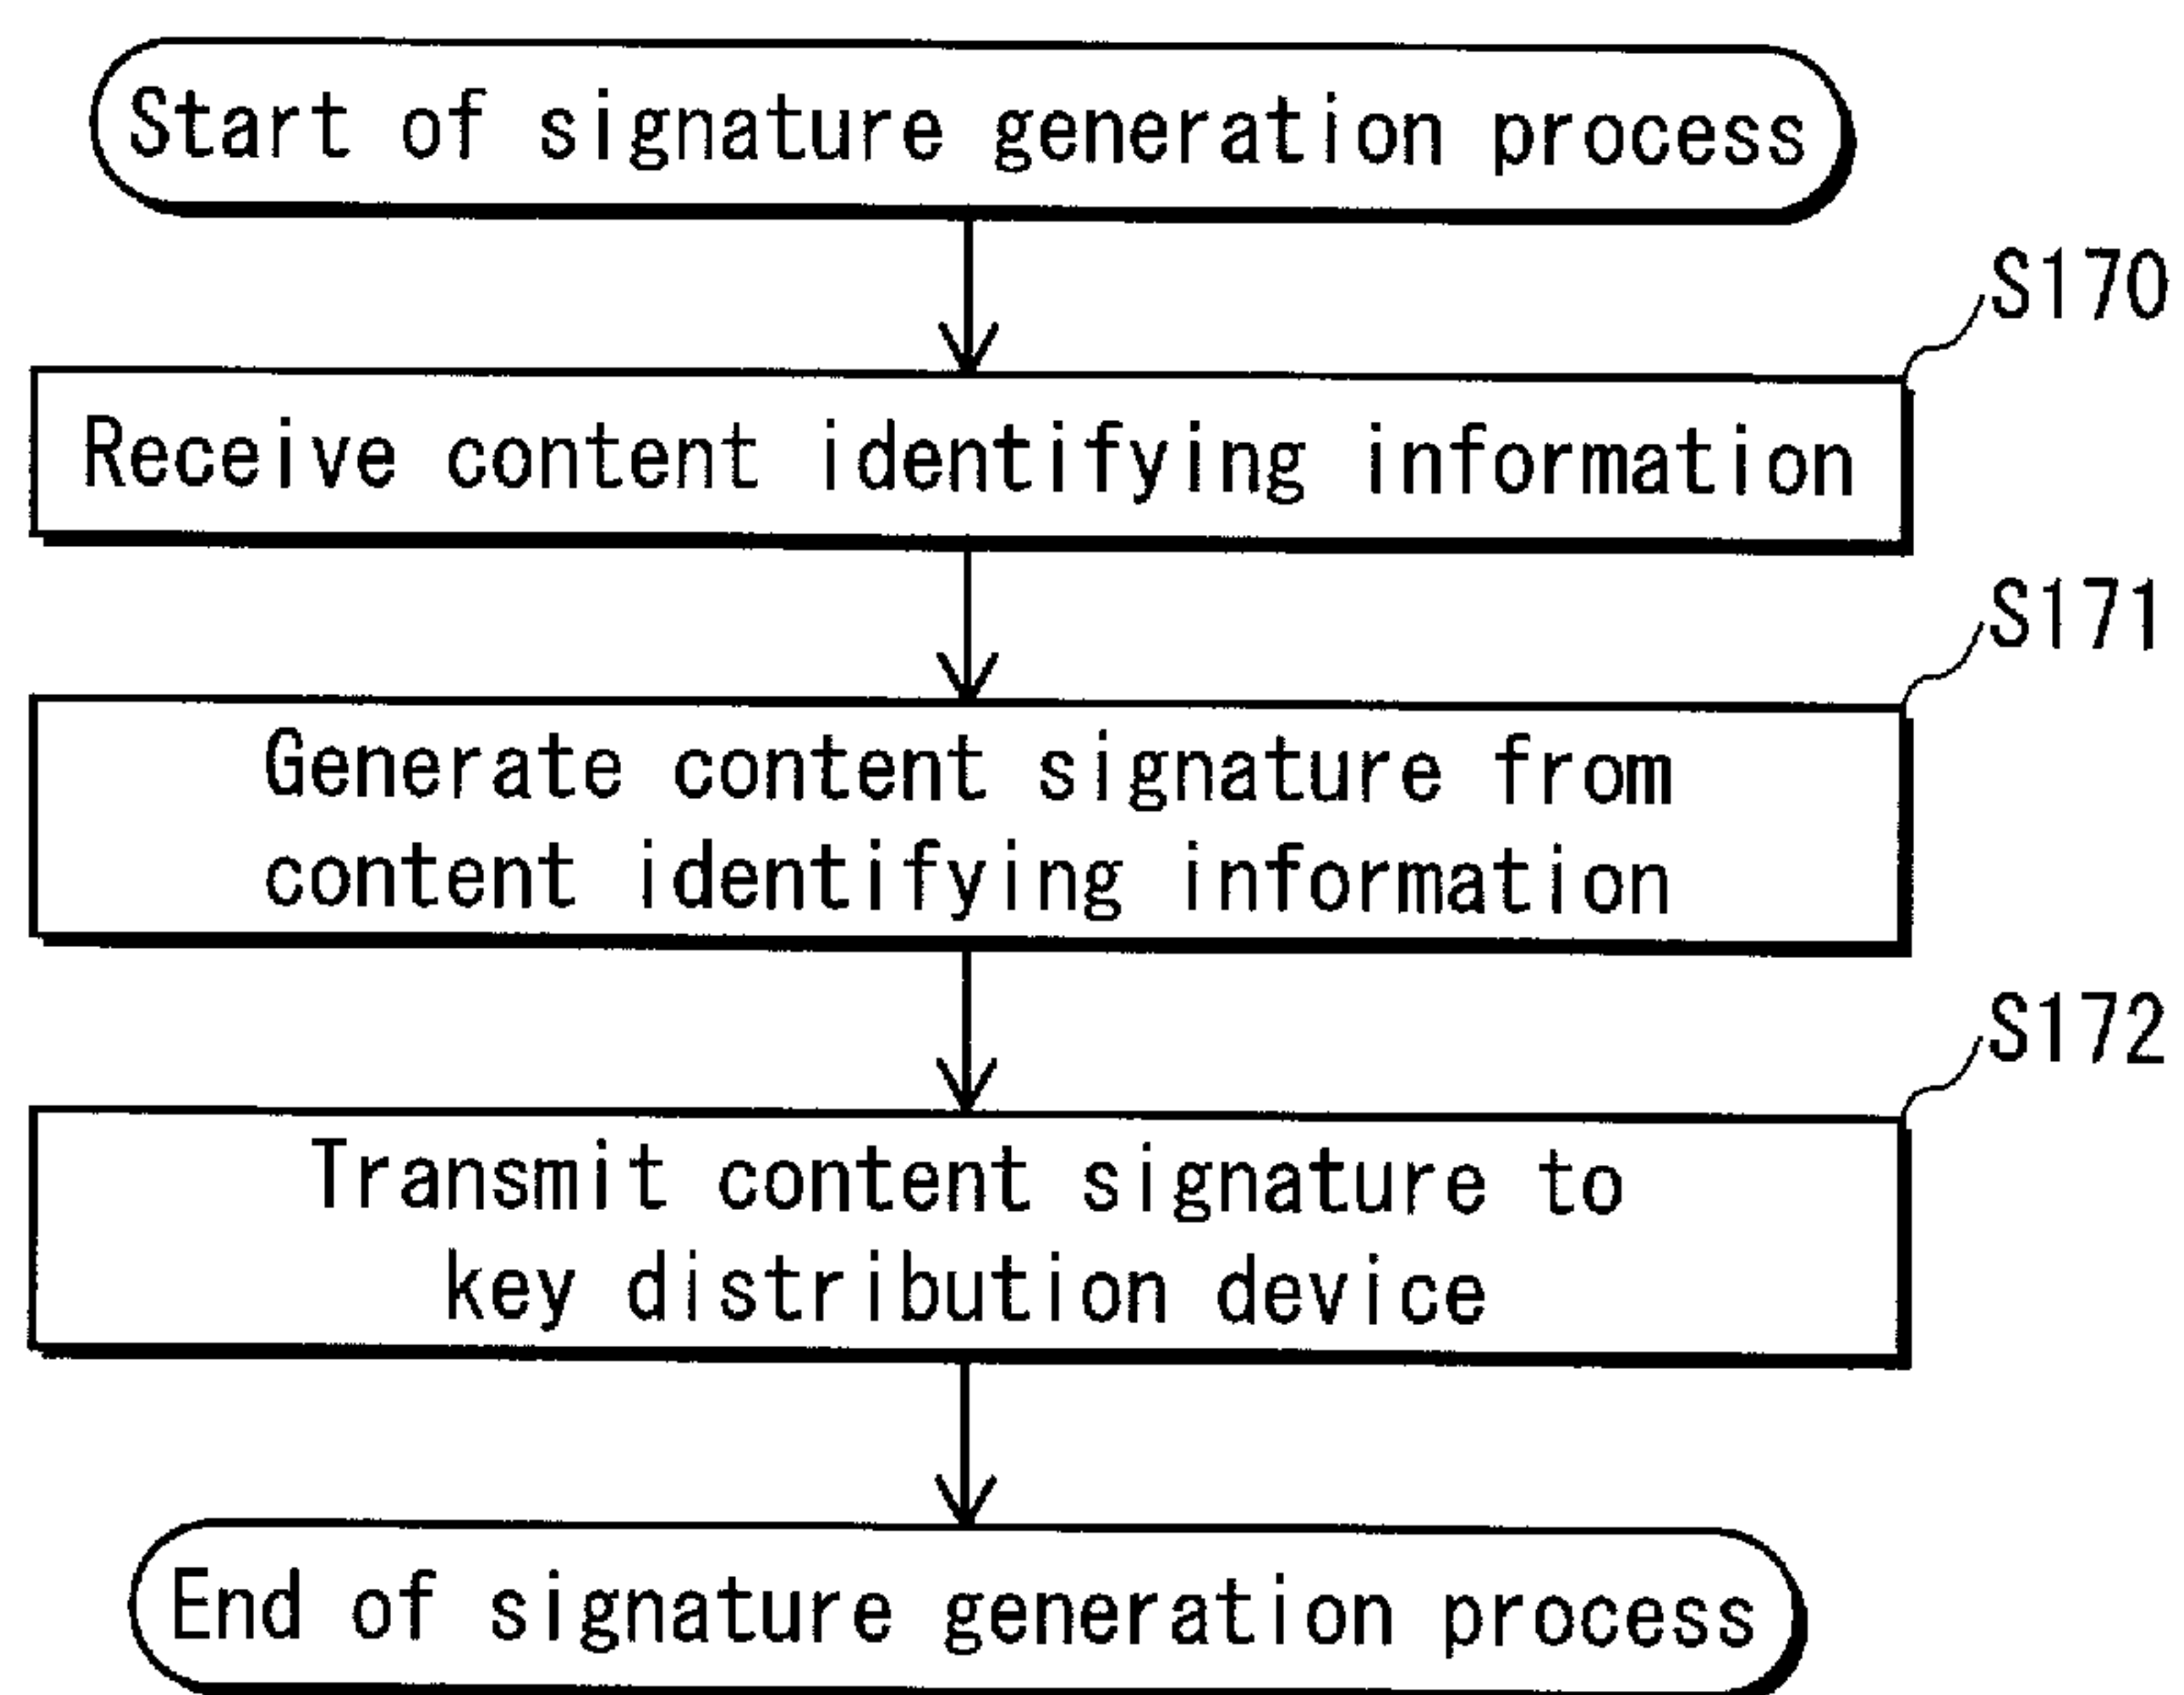 Start of signature generation process
S170
Receive content identifying information
S171
Generate content signature from
content identifying information
S172
Transmit content signature to
key distribution device
End of signature generation process